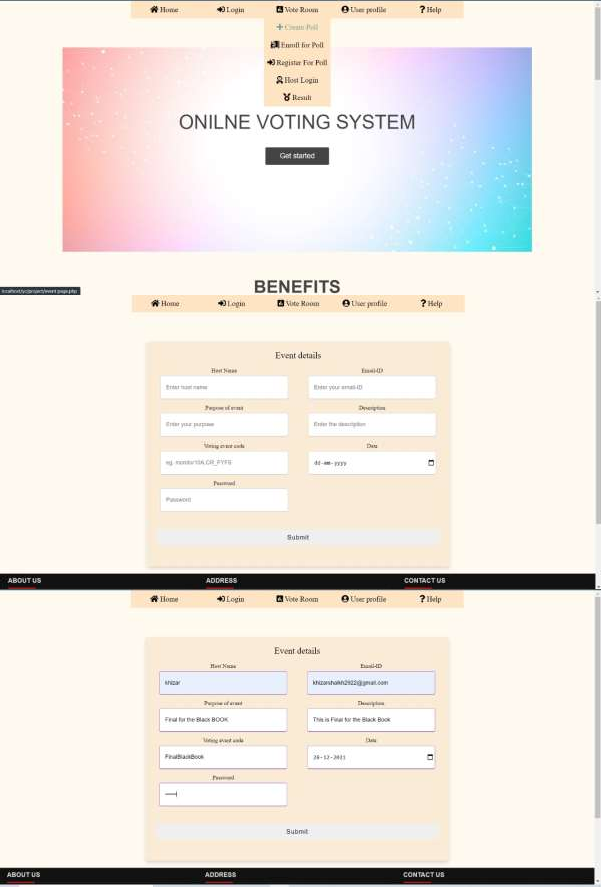 Home Login Vote Room User profile Help
Create Poll
Enroll for Poll
Register For Poll
Host Login
Result
ONILNE VOTING SYSTEM
Get started
BENEFITS
localhost/yc/project/event page.php
Home Login Vote Room User profile Help
Event details
Host Name Email-ID
Enter host name Enter your email-ID
Purpose of event Description
Enter your purpose Enter the description
Voting event code Date
eg. monitor10A,CR_FYFS dd-mm-yyyy
Password
Password
Submit
ABOUT US ADDRESS CONTACT US
Home Login Vote Room User profile Help
Event details
Host Name Email-ID
khizar khizarshaikh2022@gmail.com
Purpose of event Description
Final for the Black BOOK This is Final for the Black Book
Voting event code Date
FinalBlackBook 28-12-2021
Password
Submit
ABOUT US ADDRESS CONTACT US